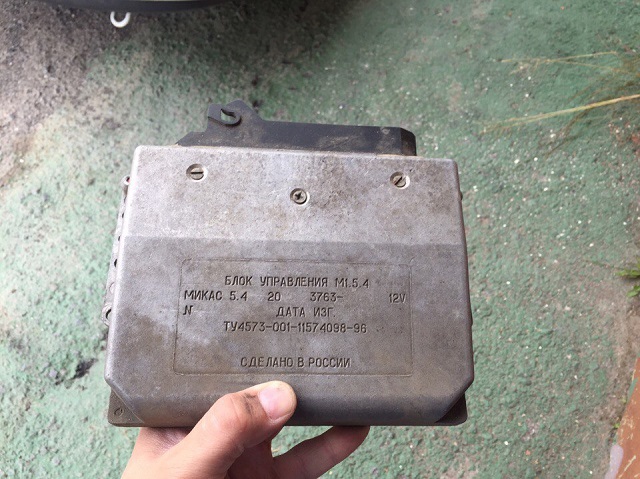 БЛОК УПРАВЛЕНИЯ М1.5.4
МИКАС 5.4 20 3763- 12V
N ДАТА ИЗГ.
ТУ4573-001-11574098-96
СДЕЛАНО В РОССИИ